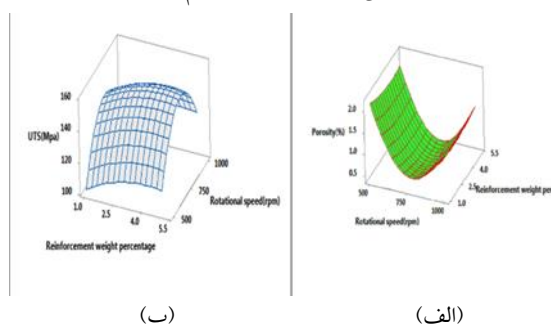 160
140
120
100
UTS(Mpa)
1.0
2.5
4.0
5.5
Reinforcement weight percentage
500
750
1000
Rotational speed(rpm)
(ب)
2.0
1.5
1.0
0.5
Porosity(%)
500
750
1000
Rotational speed(rpm)
1.0
2.5
4.0
5.5
Reinforcement weight per
(الف)